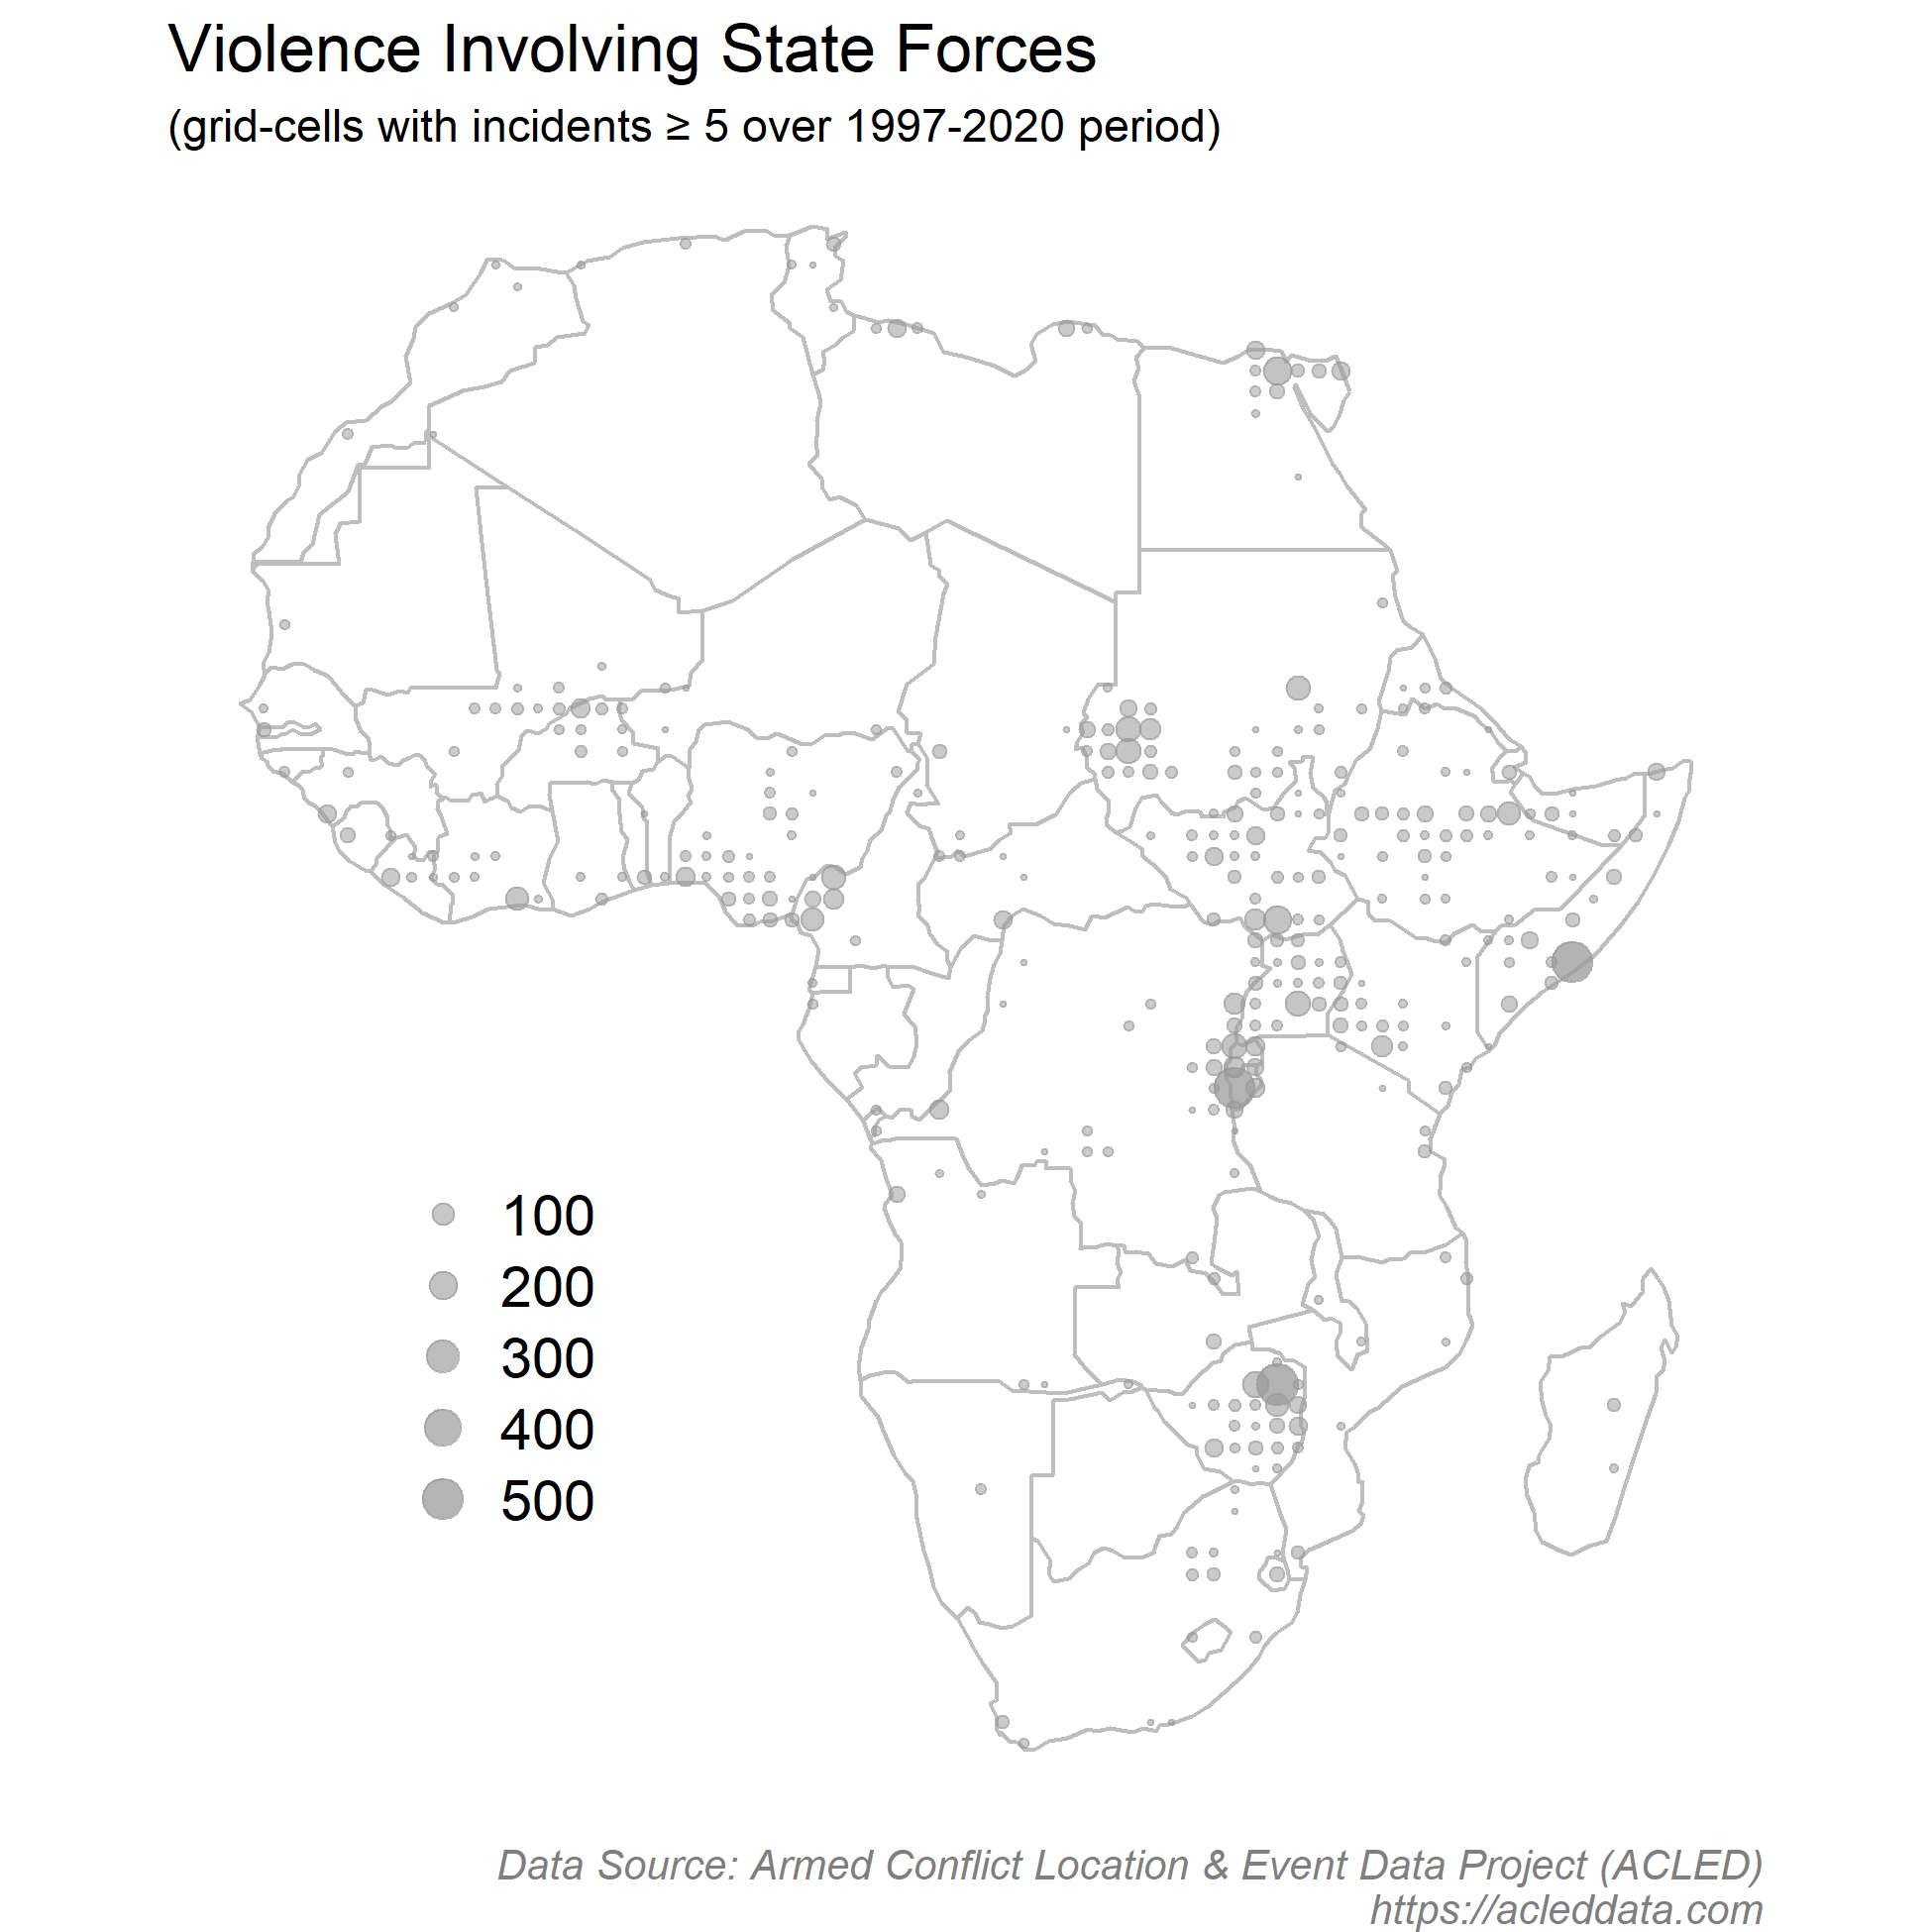 Violence Involving State Forces
(grid-cells with incidents ≥ 5 over 1997-2020 period)
100
200
300
400
500
Data Source: Armed Conflict Location & Event Data Project (ACLED)
https://acleddata.com